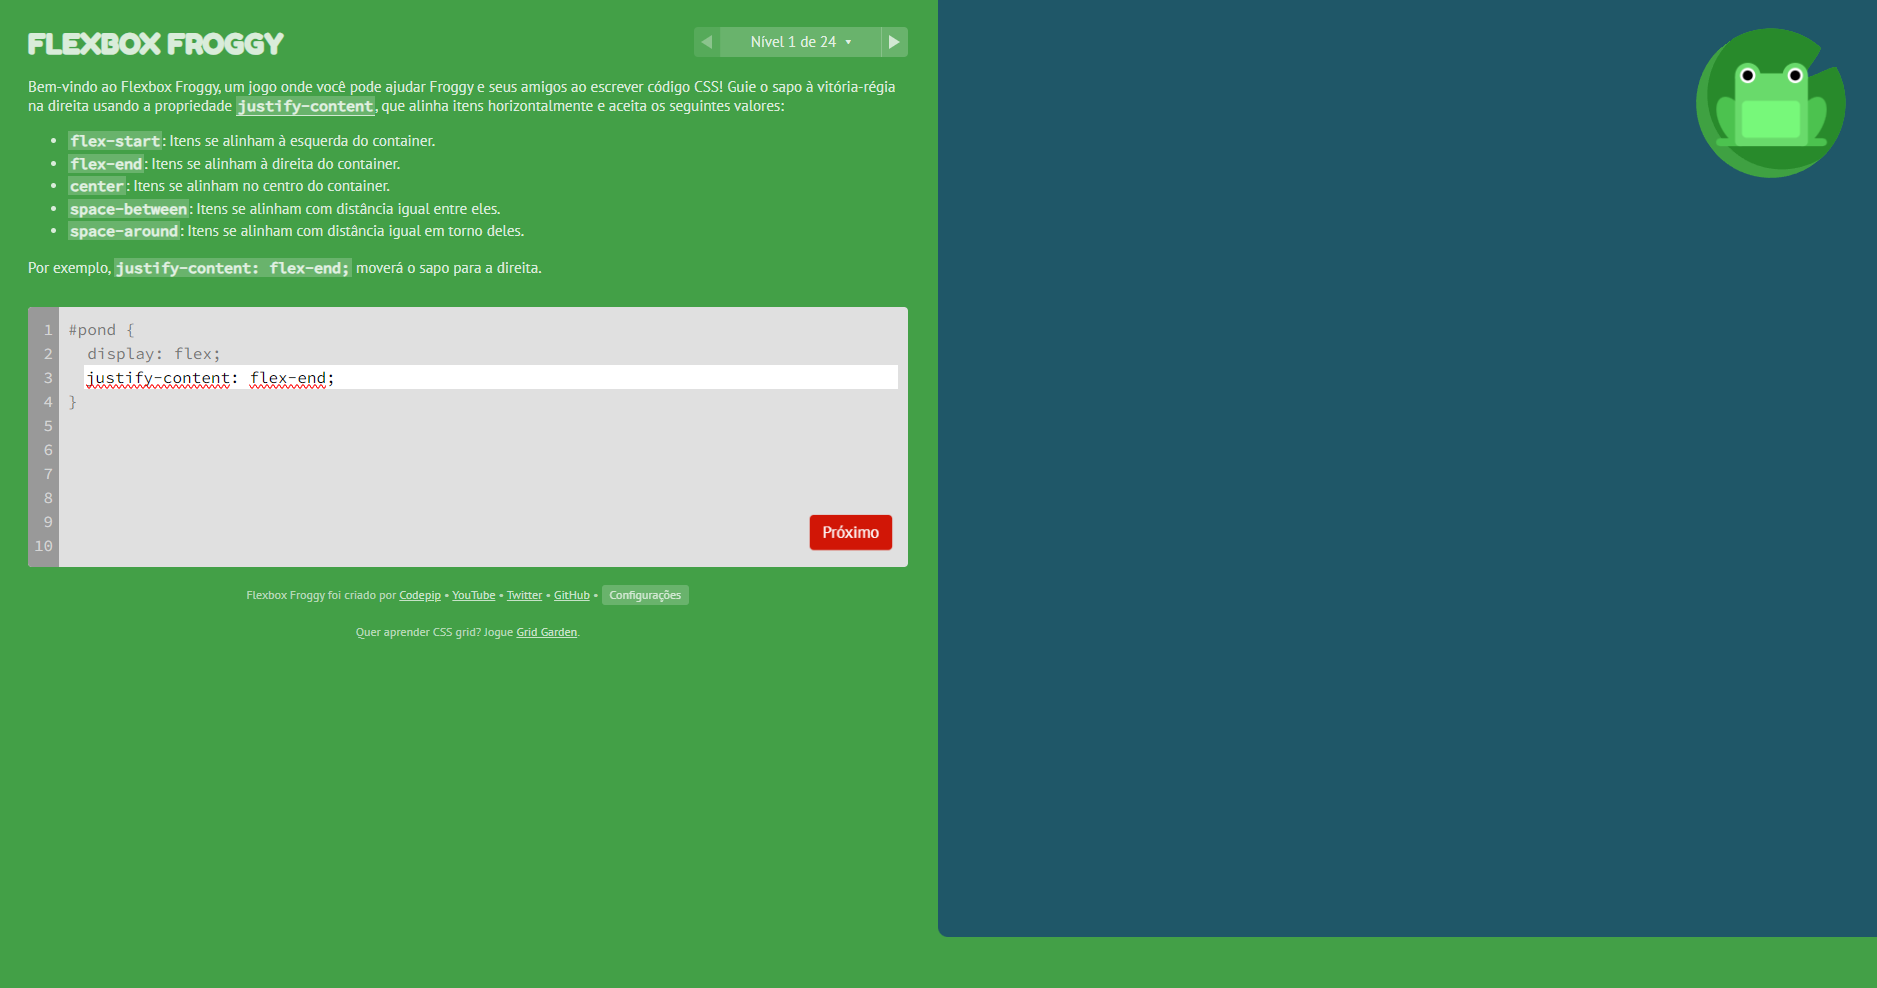 FLEXBOX FROGGY
Nível 1 de 24 ▾
Bem-vindo ao Flexbox Froggy, um jogo onde você pode ajudar Froggy e seus amigos ao escrever código CSS! Guie o sapo à vitória-régia
na direita usando a propriedade justify-content, que alinha itens horizontalmente e aceita os seguintes valores:
• flex-start: Itens se alinham à esquerda do container.
• flex-end: Itens se alinham à direita do container.
• center: Itens se alinham no centro do container.
• space-between: Itens se alinham com distância igual entre eles.
• space-around: Itens se alinham com distância igual em torno deles.
Por exemplo, justify-content: flex-end; moverá o sapo para a direita.
1 #pond {
2 display: flex;
3 justify-content: flex-end;
4 }
5
6
7
8
9
10
Próximo
Flexbox Froggy foi criado por Codepip • YouTube • Twitter • GitHub • Configurações
Quer aprender CSS grid? Jogue Grid Garden.